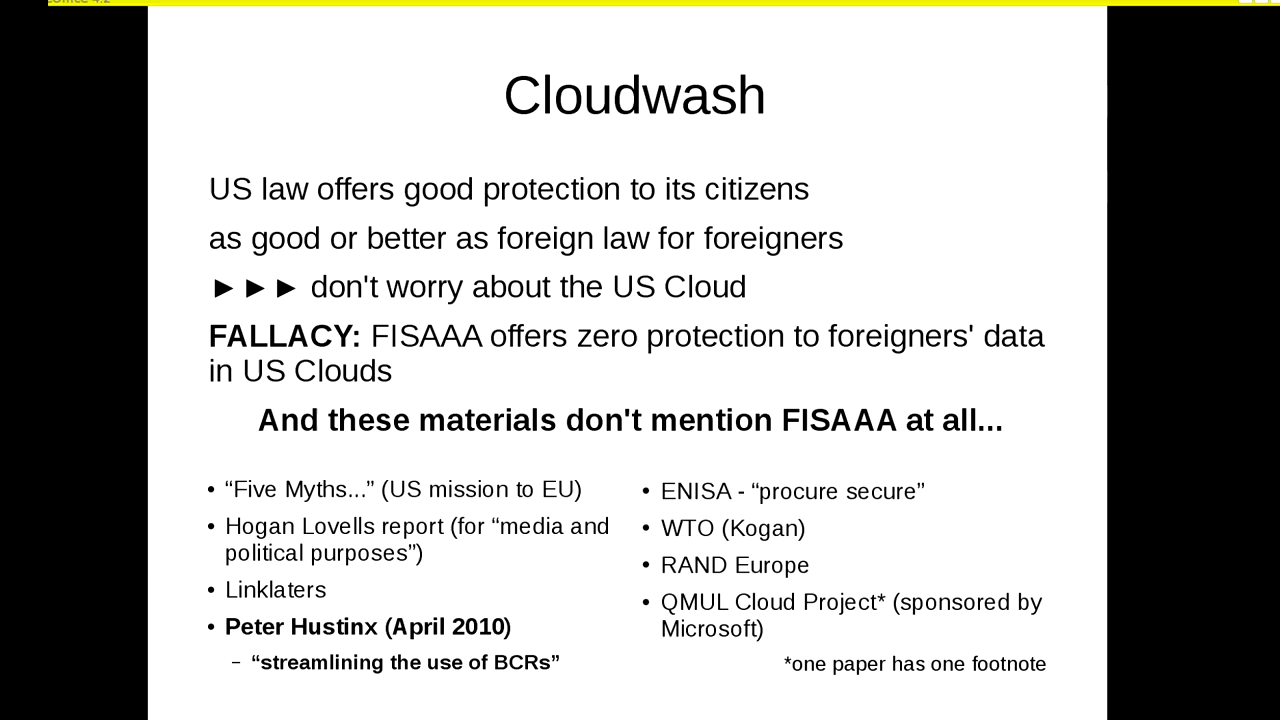 Cloudwash
US law offers good protection to its citizens
as good or better as foreign law for foreigners
►►► don't worry about the US Cloud
FALLACY: FISAAA offers zero protection to foreigners' data
in US Clouds
And these materials don't mention FISAAA at all...
• “Five Myths...” (US mission to EU)
• Hogan Lovells report (for “media and
political purposes”)
• Linklaters
• Peter Hustinx (April 2010)
– “streamlining the use of BCRs”
• ENISA - “procure secure”
• WTO (Kogan)
• RAND Europe
• QMUL Cloud Project* (sponsored by
Microsoft)
*one paper has one footnote